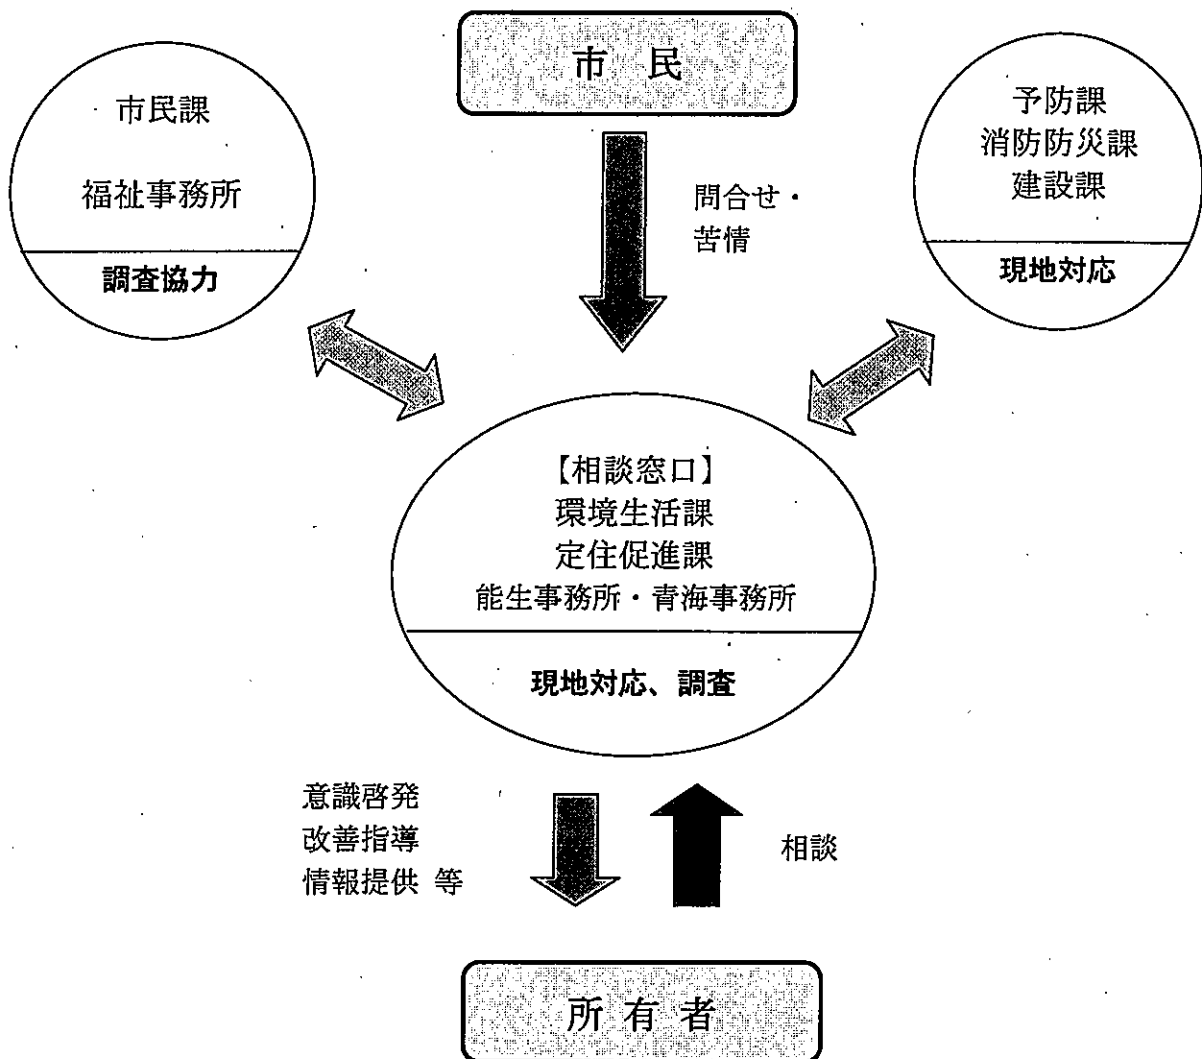 市 民
市民課
福祉事務所
調査協力
問合せ・
苦情
予防課
消防防災課
建設課
現地対応
【相談窓口】
環境生活課
定住促進課
能生事務所・青海事務所
現地対応、調査
意識啓発
改善指導
情報提供 等
相談
所 有 者